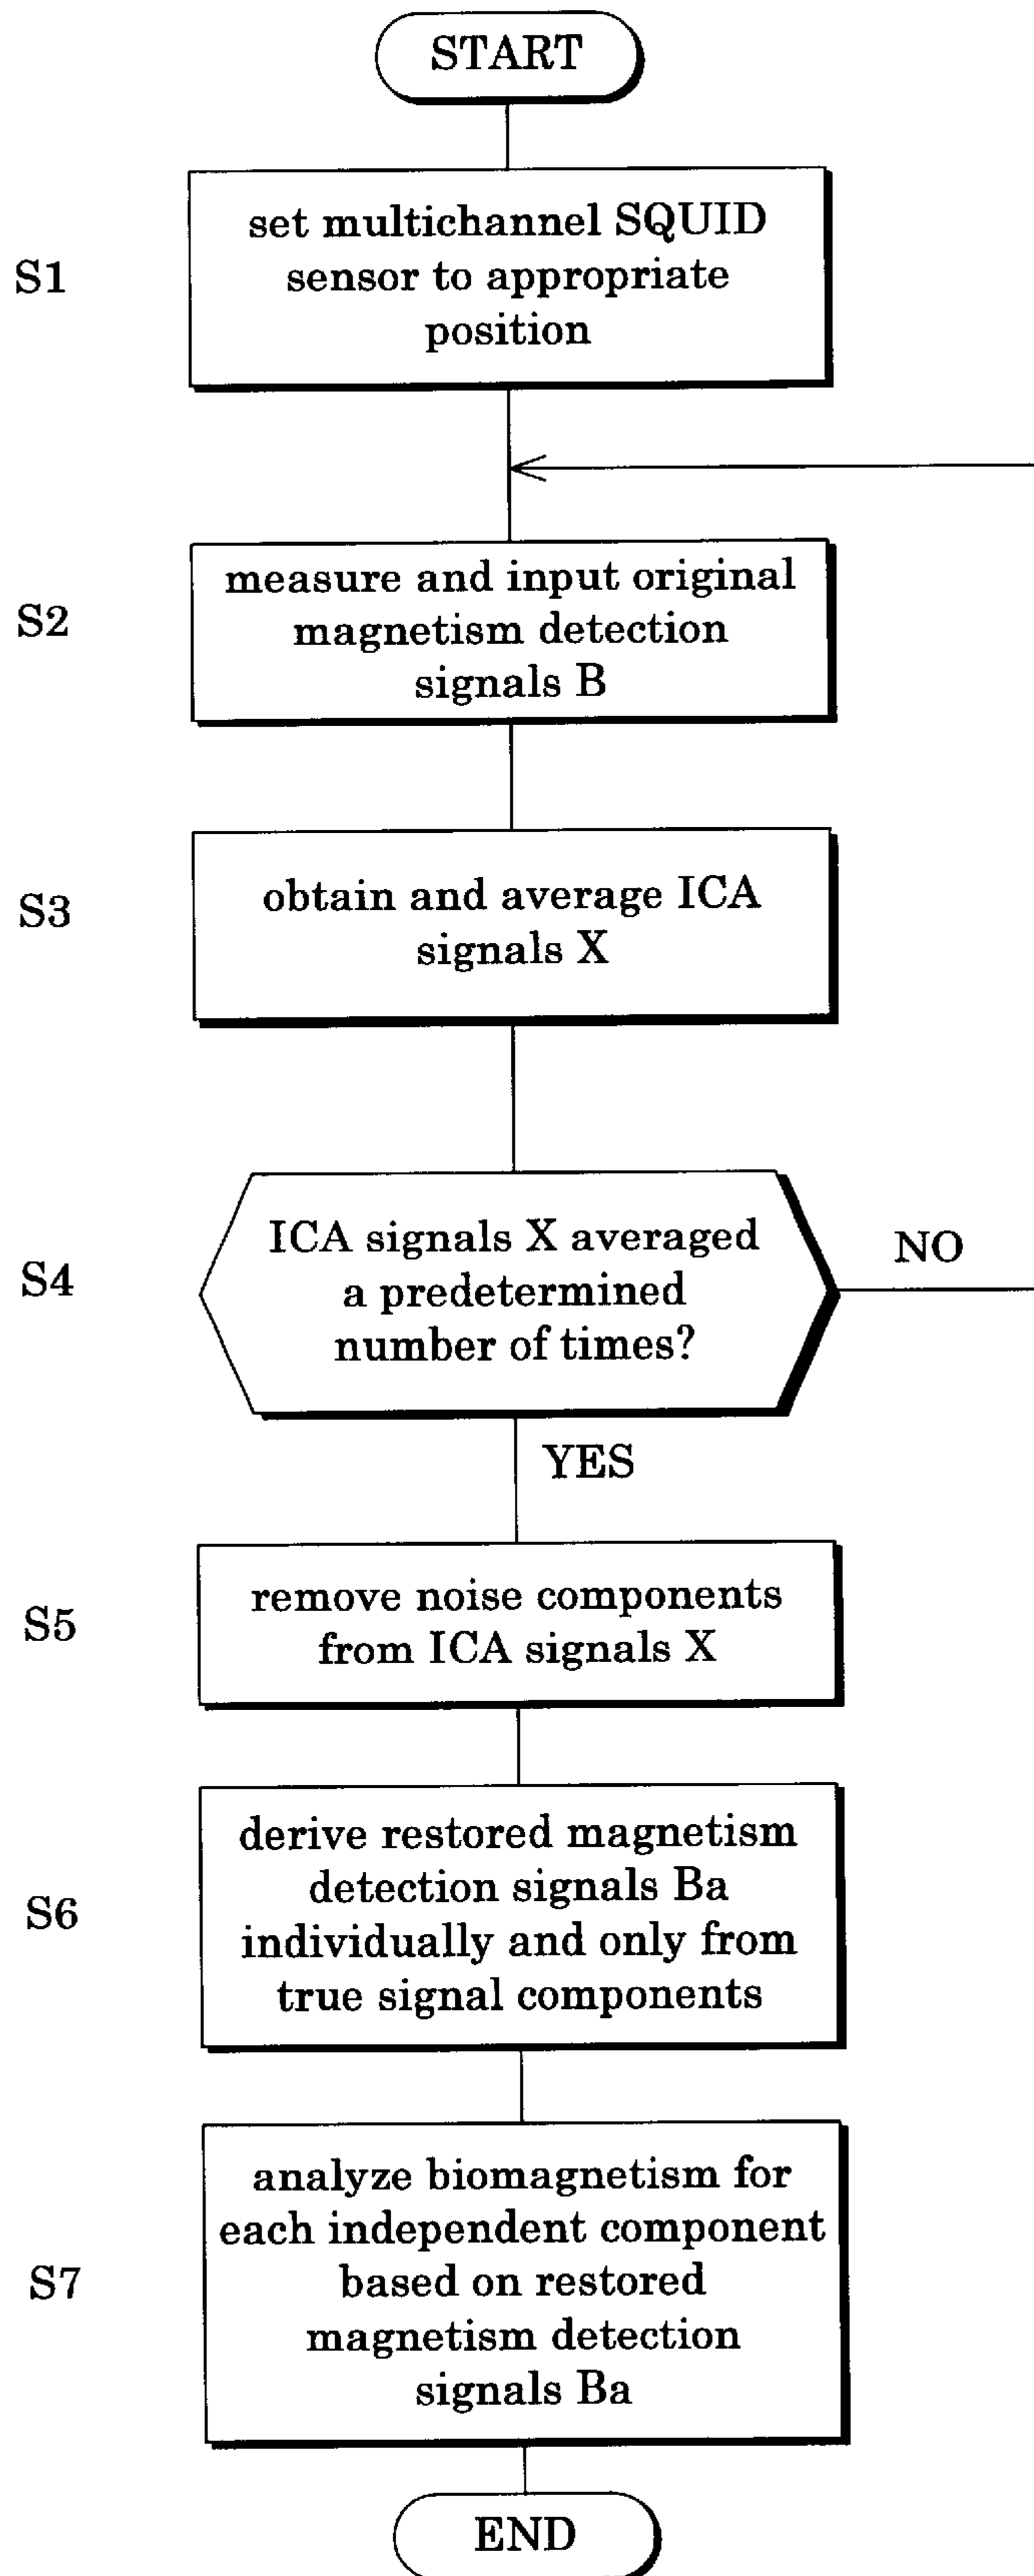 START
S1
set multichannel SQUID
sensor to appropriate
position
S2
measure and input original
magnetism detection
signals B
S3
obtain and average ICA
signals X
S4
ICA signals X averaged
a predetermined
number of times?
NO
YES
S5
remove noise components
from ICA signals X
S6
derive restored magnetism
detection signals Ba
individually and only from
true signal components
S7
analyze biomagnetism for
each independent component
based on restored
magnetism detection
signals Ba
END